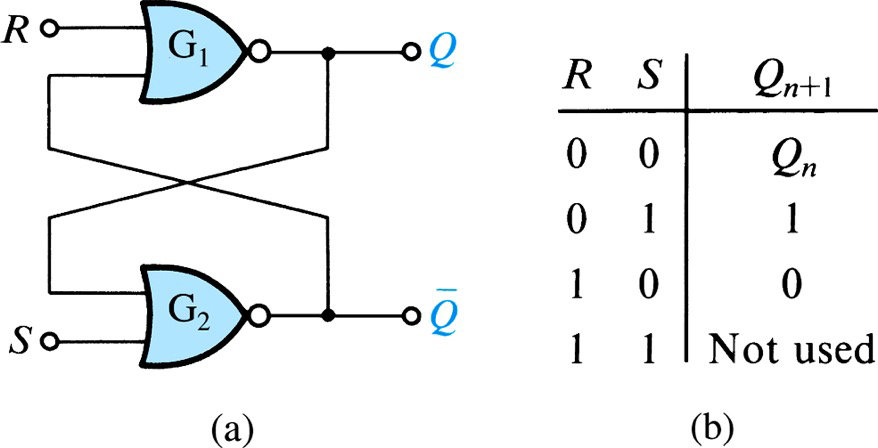 R
G₁
Q
G₂
S
Q̄
(a)
R S Qₙ₊₁
0 0 Qₙ
0 1 1
1 0 0
1 1 Not used
(b)